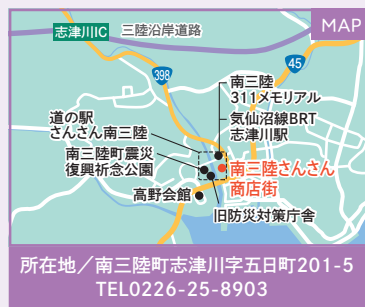 MAP
志津川IC
三陸沿岸道路
398
45
南三陸
311メモリアル
気仙沼線BRT
志津川駅
道の駅
さんさん南三陸
南三陸町震災
復興祈念公園
高野会館
南三陸さんさん
商店街
旧防災対策庁舎
所在地／南三陸町志津川字五日町201-5
TEL0226-25-8903